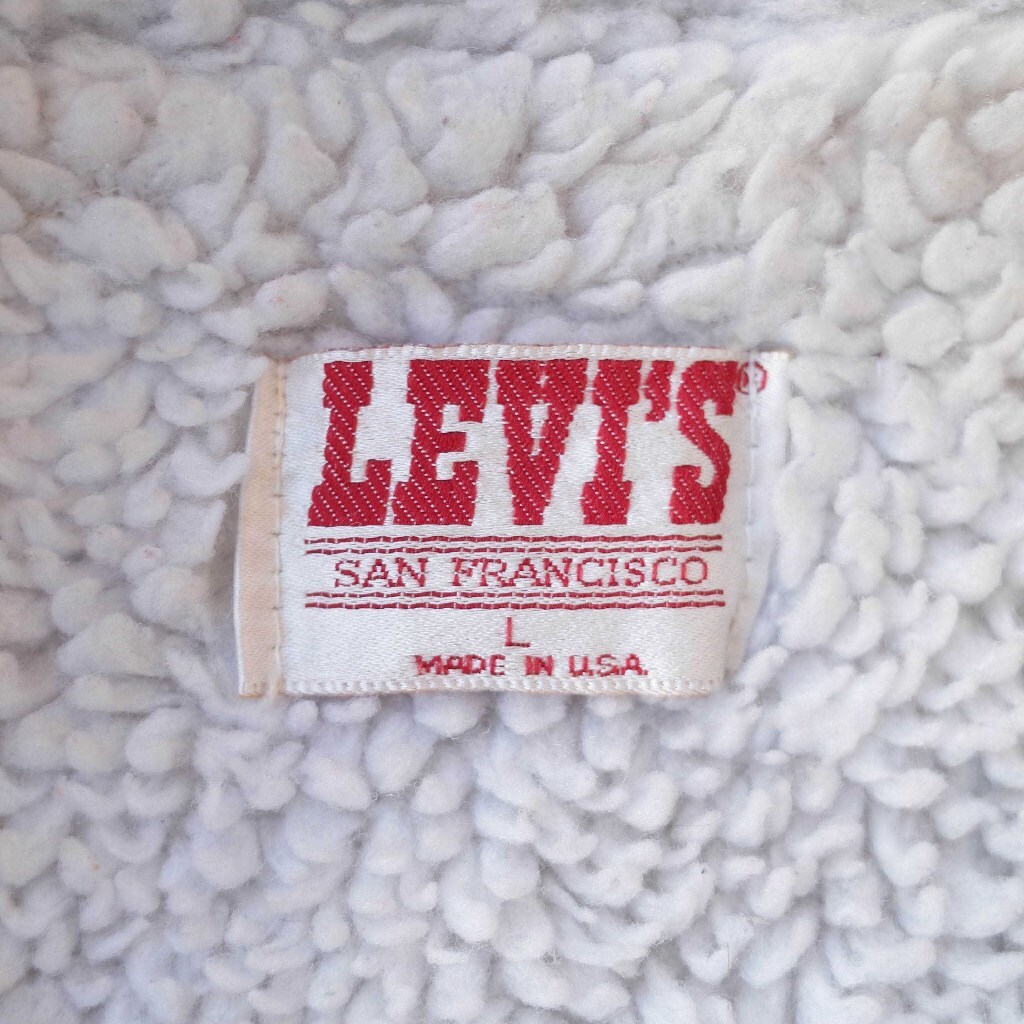 LEVI'S®
SAN FRANCISCO
L
MADE IN U.S.A.